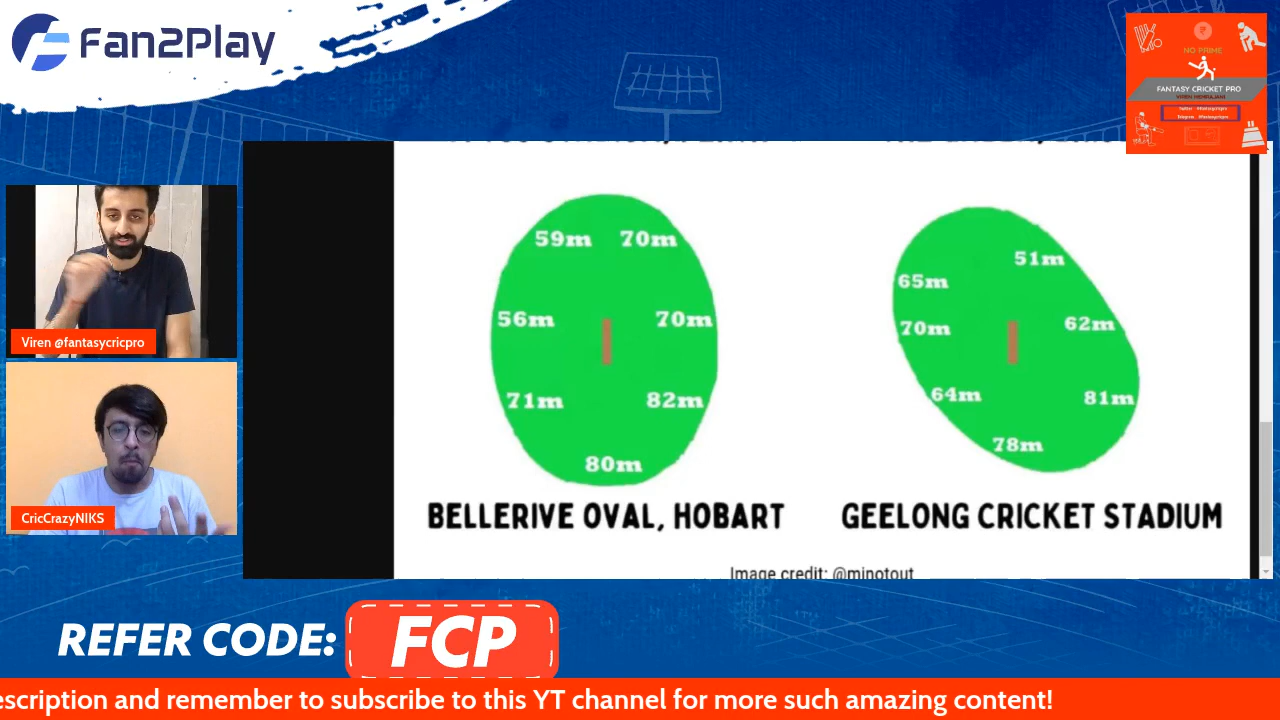 Fan2Play
NO PRIME
FANTASY CRICKET PRO
59m 70m
56m 70m
71m 82m
80m
BELLERIVE OVAL, HOBART
51m
65m
70m 62m
64m 81m
78m
GEELONG CRICKET STADIUM
Image credit: @minotout
Viren @fantasycricpro
CricCrazyNIKS
REFER CODE: FCP
escription and remember to subscribe to this YT channel for more such amazing content!